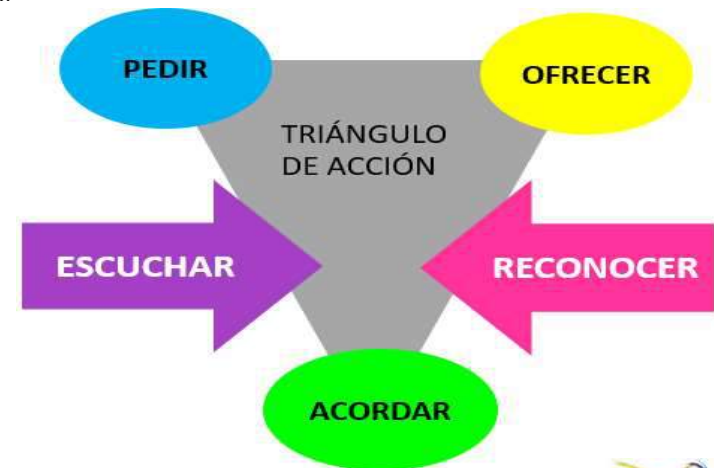 PEDIR
OFRECER
TRIÁNGULO
DE ACCIÓN
ESCUCHAR
RECONOCER
ACORDAR